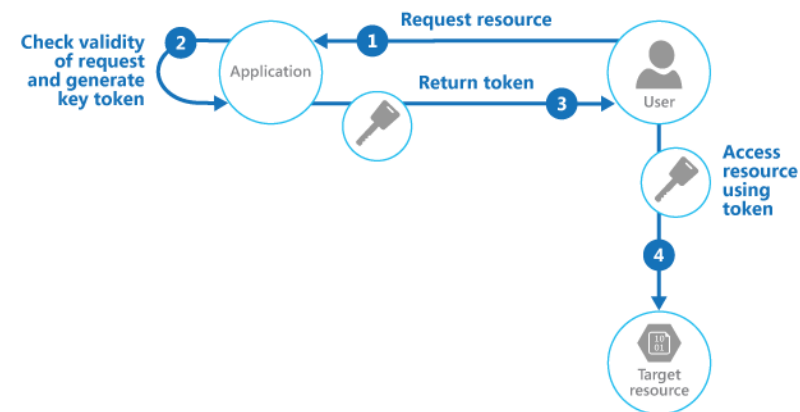 Request resource
1
2
Check validity
of request
and generate
key token
Application
Return token
3
User
Access
resource
using
token
4
10
01
Target
resource